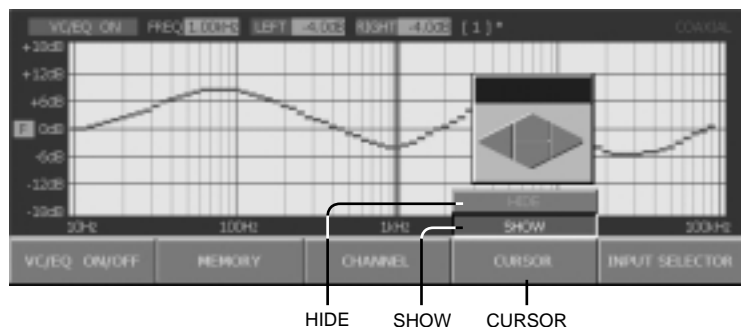 VC/EQ ON FREQ 1.00kHz LEFT -4.0dB RIGHT -4.0dB [ 1 ]* COAXIAL
+18dB
+12dB
+6dB
F 0dB
-6dB
-12dB
-18dB
10Hz 100Hz 1kHz 100kHz
HIDE
SHOW
VC/EQ ON/OFF MEMORY CHANNEL CURSOR INPUT SELECTOR
HIDE SHOW CURSOR